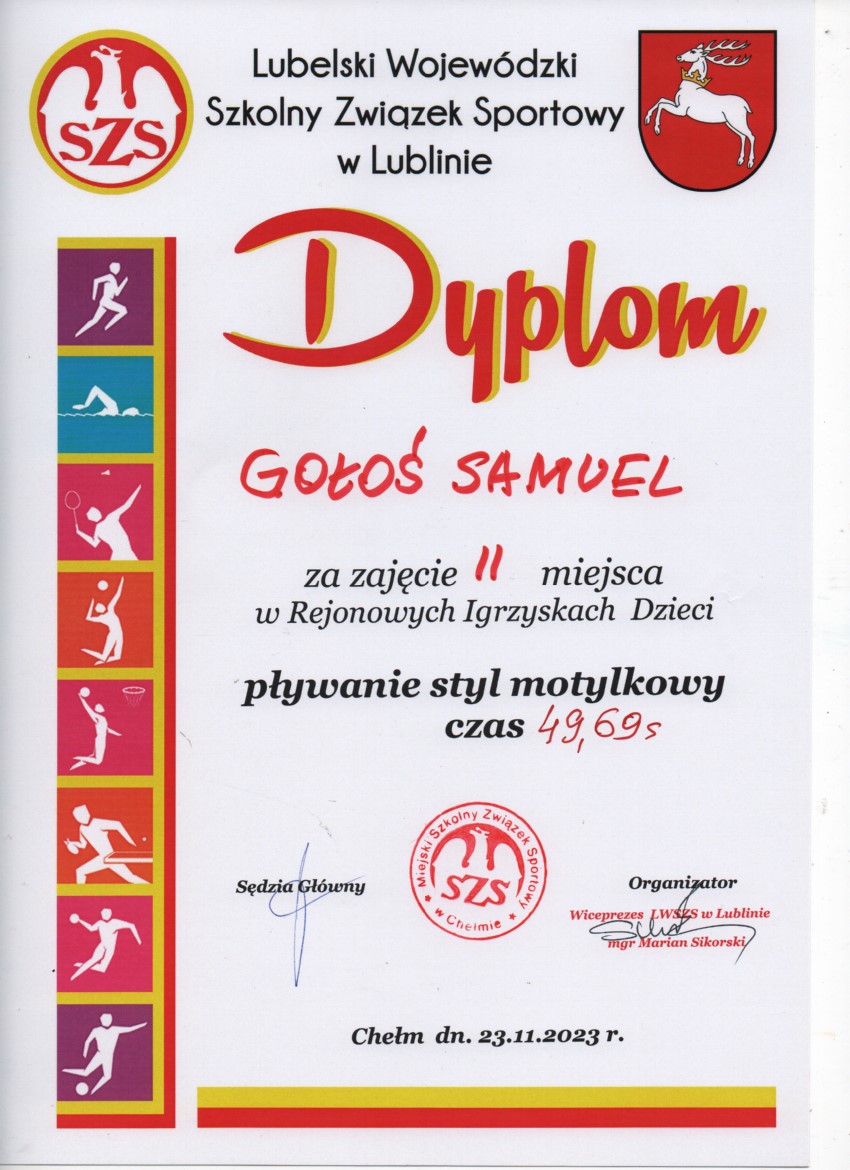 SZS
Lubelski Wojewódzki
Szkolny Związek Sportowy
w Lublinie
Dyplom
GOŁOŚ SAMUEL
za zajęcie II miejsca
w Rejonowych Igrzyskach Dzieci
pływanie styl motylkowy
czas 49,69 s
Sędzia Główny
Miejski Szkolny Związek Sportowy
SZS
w Chełmie
Organizator
Wiceprezes LWSZS w Lublinie
mgr Marian Sikorski
Chełm dn. 23.11.2023 r.